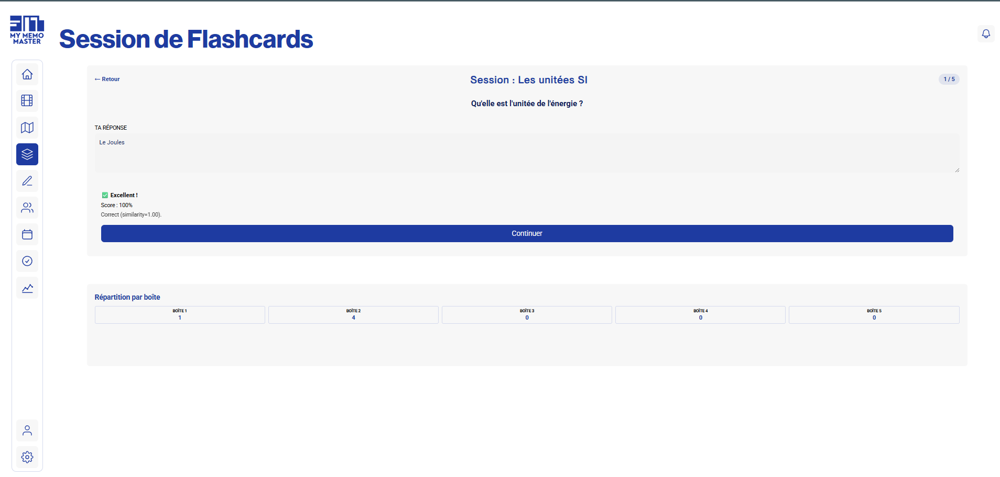 MY MEMO
MASTER
Session de Flashcards
← Retour
Session : Les unitées SI
1 / 5
Qu'elle est l'unitée de l'énergie ?
TA RÉPONSE
Le Joules
✅ Excellent !
Score : 100%
Correct (similarity=1.00).
Continuer
Répartition par boîte
BOÎTE 1
1
BOÎTE 2
4
BOÎTE 3
0
BOÎTE 4
0
BOÎTE 5
0